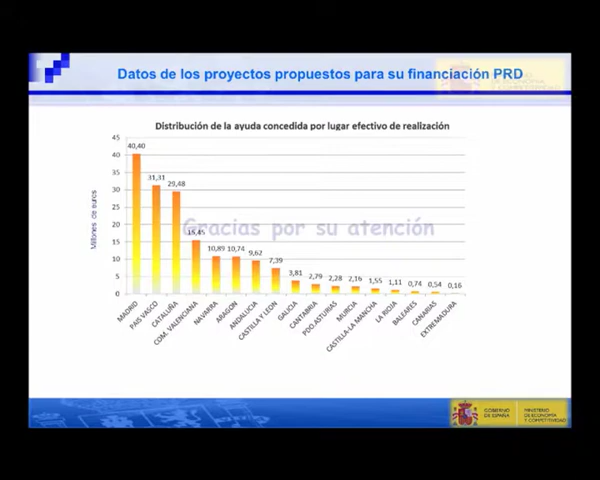 Datos de los proyectos propuestos para su financiación PRD
Distribución de la ayuda concedida por lugar efectivo de realización
Millones de euros
45
40
35
30
25
20
15
10
5
0
40,40
31,31
29,48
15,45
10,89
10,74
9,62
7,39
3,81
2,79
2,28
2,16
1,55
1,11
0,74
0,54
0,16
Gracias por su atención
MADRID
PAIS VASCO
CATALUÑA
COM. VALENCIANA
NAVARRA
ARAGON
ANDALUCIA
CASTILLA Y LEON
GALICIA
CANTABRIA
PDO.ASTURIAS
MURCIA
CASTILLA-LA MANCHA
LA RIOJA
BALEARES
CANARIAS
EXTREMADURA
GOBIERNO
DE ESPAÑA
MINISTERIO
DE ECONOMÍA
Y COMPETITIVIDAD